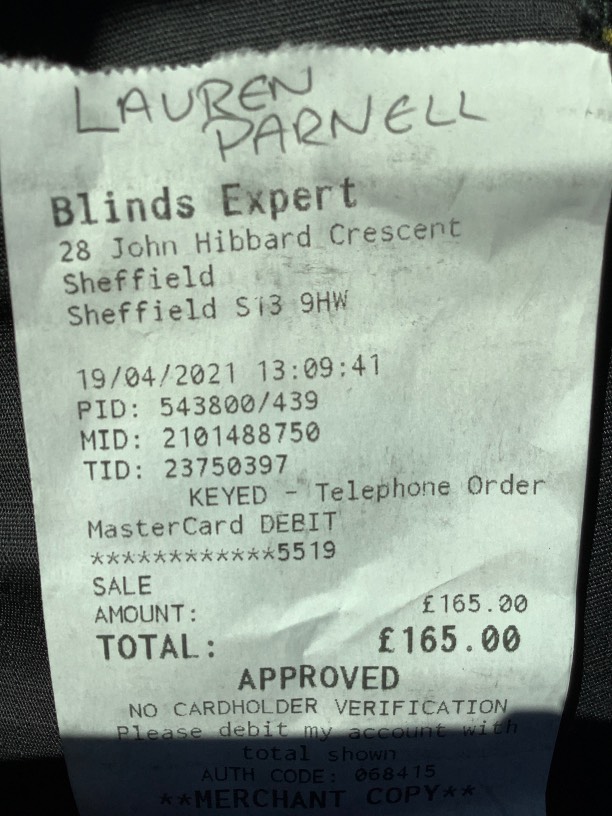 LAUREN
PARNELL
Blinds Expert
28 John Hibbard Crescent
Sheffield
Sheffield S13 9HW
19/04/2021 13:09:41
PID: 543800/439
MID: 2101488750
TID: 23750397
KEYED - Telephone Order
MasterCard DEBIT
************5519
SALE
AMOUNT: £165.00
TOTAL: £165.00
APPROVED
NO CARDHOLDER VERIFICATION
Please debit my account with
total shown
AUTH CODE: 068415
**MERCHANT COPY**